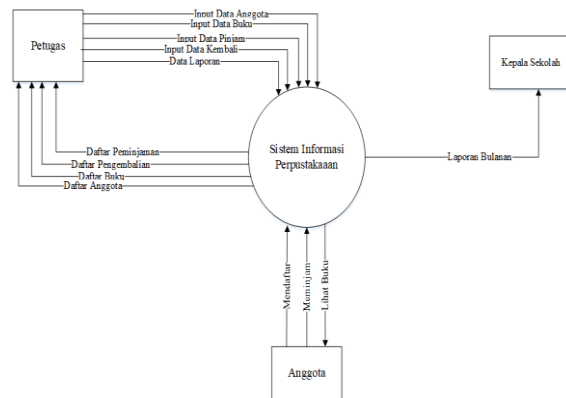 Input Data Anggota
Input Data Buku
Input Data Pinjam
Input Data Kembali
Data Laporan
Petugas
Kepala Sekolah
Sistem Informasi
Perpustakaaan
Daftar Peminjaman
Daftar Pengembalian
Daftar Buku
Daftar Anggota
Laporan Bulanan
Mendaftar
Meminjam
Lihat Buku
Anggota